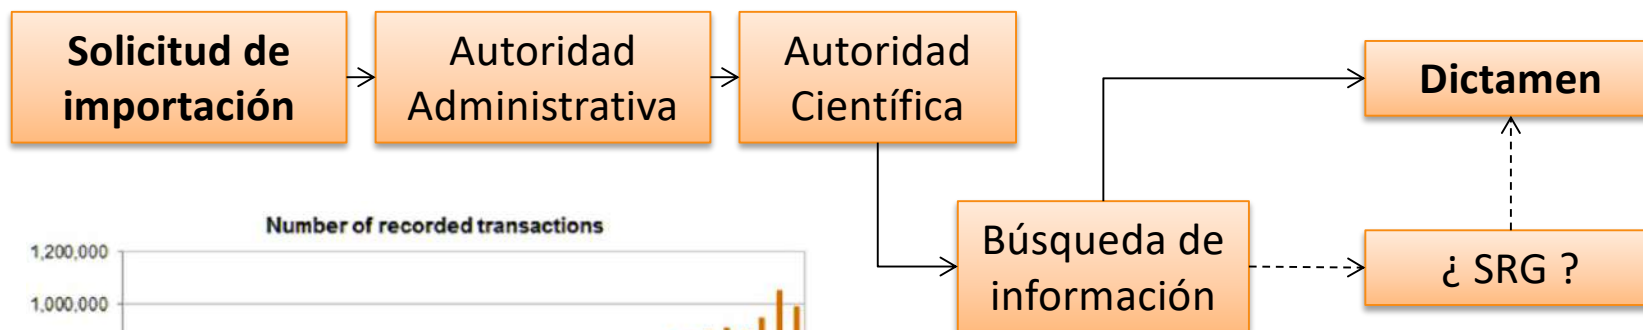 Solicitud de
importación
Autoridad
Administrativa
Autoridad
Científica
Dictamen
Búsqueda de
información
¿ SRG ?
Number of recorded transactions
1,200,000
1,000,000